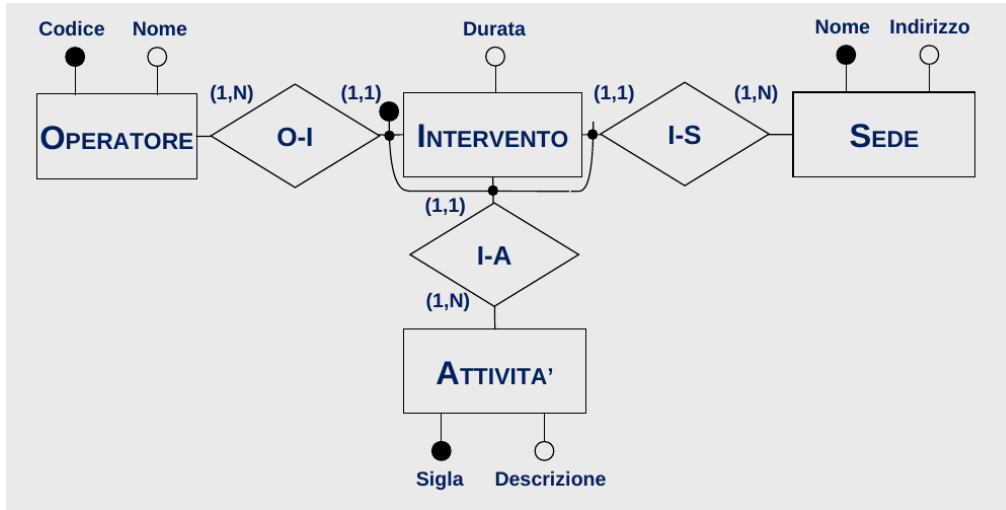 Codice Nome Durata Nome Indirizzo
(1,N) (1,1) (1,1) (1,N)
OPERATORE O-I INTERVENTO I-S SEDE
(1,1)
I-A
(1,N)
ATTIVITA'
Sigla Descrizione